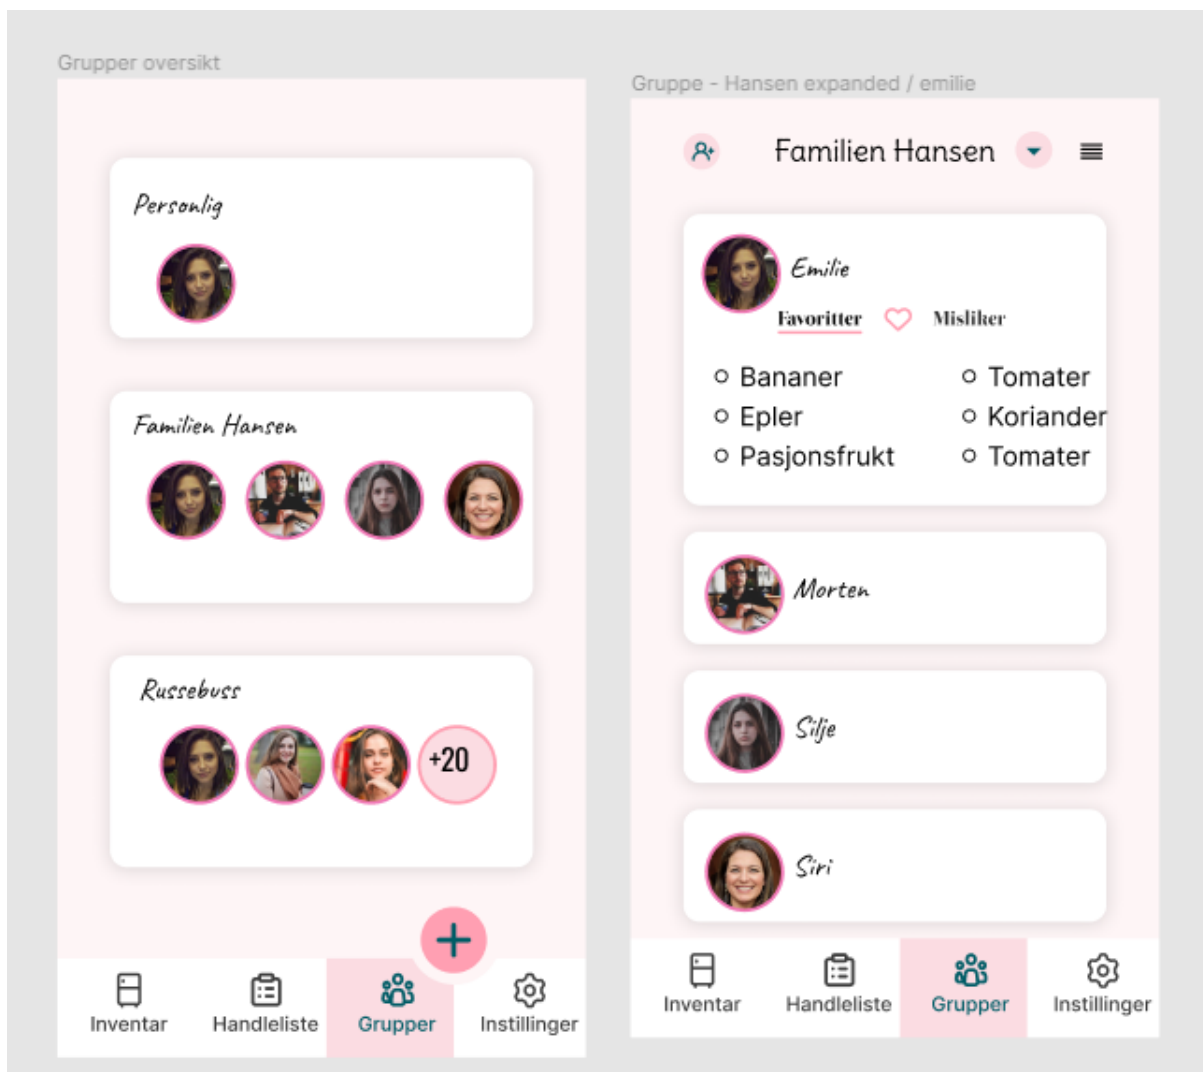 Grupper oversikt
Personlig
Familien Hansen
Russebuss
+20
Inventar
Handleliste
Grupper
Instillinger
Gruppe - Hansen expanded / emilie
Familien Hansen
Emilie
Favoritter
Misliker
Bananer
Epler
Pasjonsfrukt
Tomater
Koriander
Tomater
Morten
Silje
Siri
Inventar
Handleliste
Grupper
Instillinger